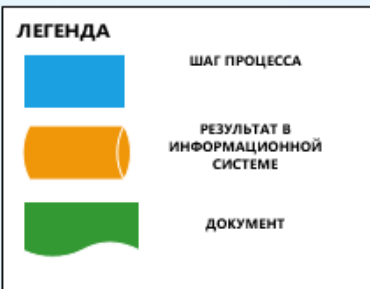 ЛЕГЕНДА
ШАГ ПРОЦЕССА
РЕЗУЛЬТАТ В
ИНФОРМАЦИОННОЙ
СИСТЕМЕ
ДОКУМЕНТ